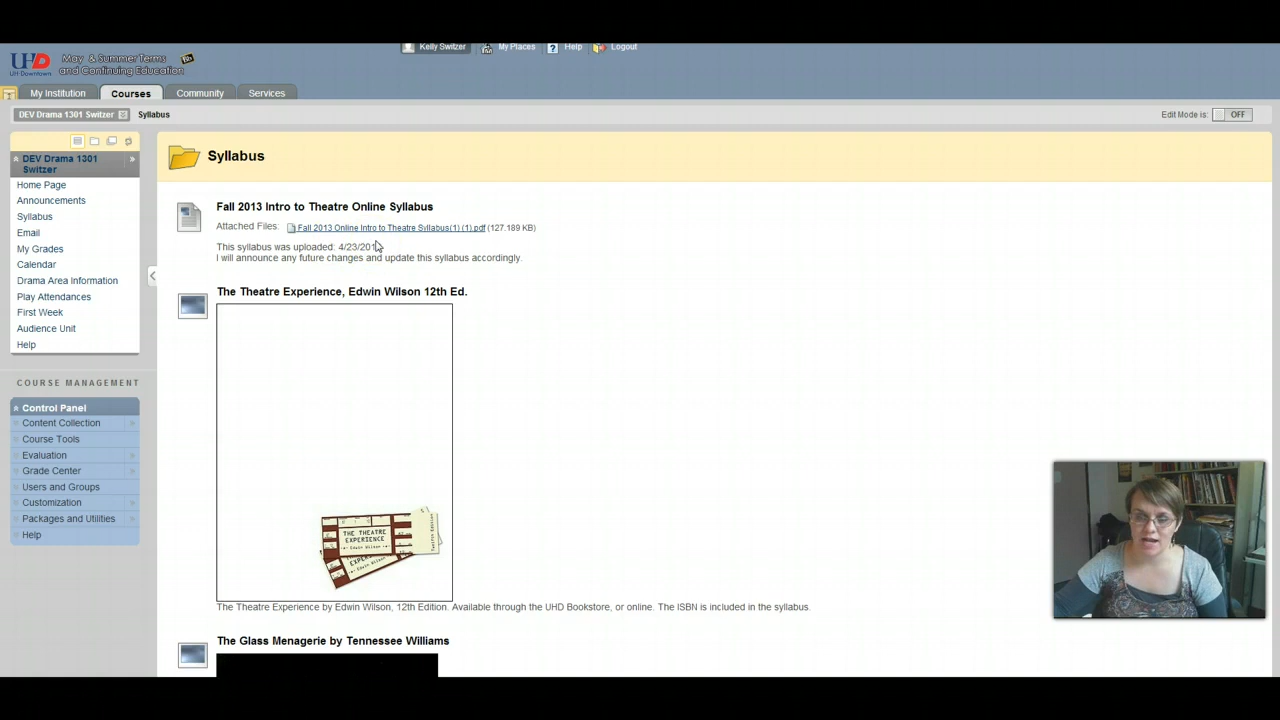 Kelly Switzer My Places Help Logout
UHD
UH-Downtown
May & Summer Terms
and Continuing Education
My Institution Courses Community Services
DEV Drama 1301 Switzer Syllabus Edit Mode is: OFF
DEV Drama 1301
Switzer
Home Page
Announcements
Syllabus
Email
My Grades
Calendar
Drama Area Information
Play Attendances
First Week
Audience Unit
Help
COURSE MANAGEMENT
Control Panel
Content Collection
Course Tools
Evaluation
Grade Center
Users and Groups
Customization
Packages and Utilities
Help
Syllabus
Fall 2013 Intro to Theatre Online Syllabus
Attached Files: Fall 2013 Online Intro to Theatre Syllabus(1) (1).pdf (127.189 KB)
This syllabus was uploaded:
I will announce any future changes and update this syllabus accordingly.
The Theatre Experience, Edwin Wilson 12th Ed.
THE THEATRE
EXPERIENCE
Edwin Wilson
Twelfth Edition
The Theatre Experience by Edwin Wilson, 12th Edition. Available through the UHD Bookstore, or online. The ISBN is included in the syllabus.
The Glass Menagerie by Tennessee Williams